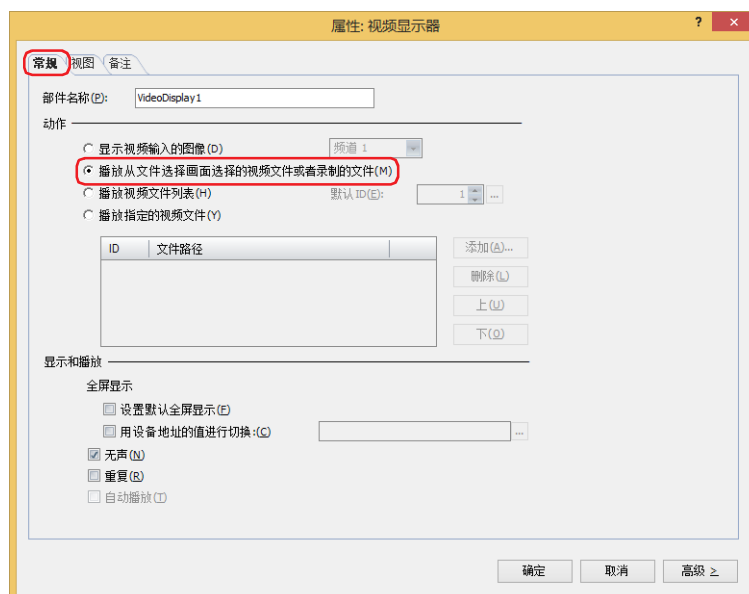 属性: 视频显示器
? ×
常规 视图 备注
部件名称(P): VideoDisplay1
动作
显示视频输入的图像(D) 频道 1
播放从文件选择画面选择的视频文件或者录制的文件(M)
播放视频文件列表(H) 默认 ID(E): 1 ...
播放指定的视频文件(Y)
ID 文件路径 添加(A)...
删除(L)
上(U)
下(O)
显示和播放
全屏显示
设置默认全屏显示(F)
用设备地址的值进行切换:(C) ...
无声(N)
重复(R)
自动播放(T)
确定 取消 高级 >